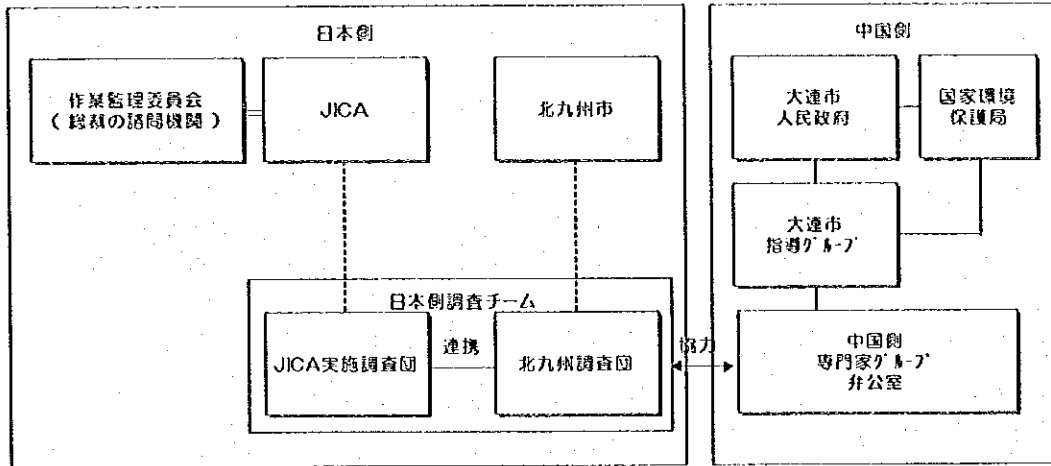 日本側
作業監理委員会
( 総裁の諮問機関 )
JICA
北九州市
日本側調査チーム
JICA実施調査団
連携
北九州調査団
協力
中国側
大連市
人民政府
国家環境
保護局
大連市
指導ｸﾞﾙｰﾌﾟ
中国側
専門家ｸﾞﾙｰﾌﾟ
弁公室